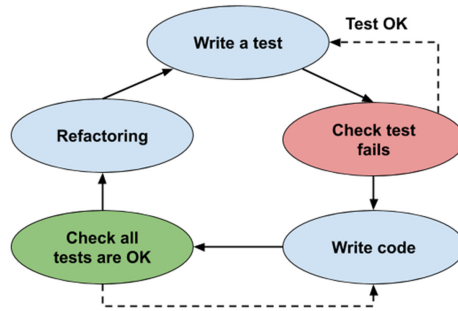 Test OK
Write a test
Refactoring
Check test
fails
Check all
tests are OK
Write code